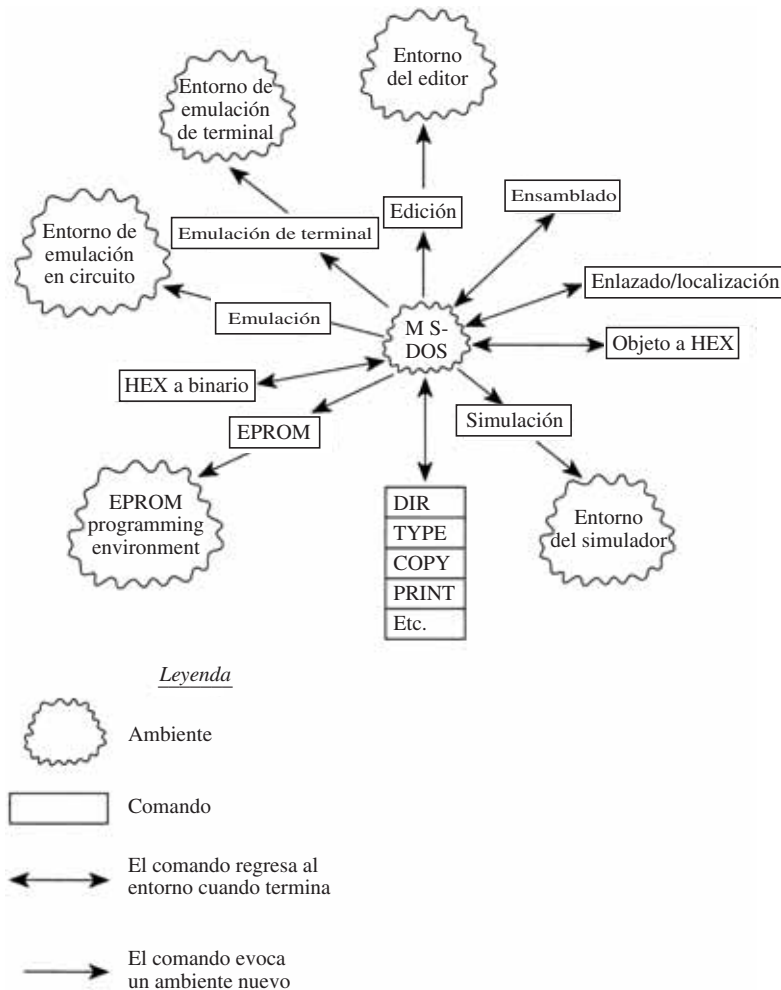 Entorno
del editor
Entorno de
emulación
de terminal
Ensamblado
Edición
Entorno de
emulación
en circuito
Emulación de terminal
Enlazado/localización
Emulación
M S-
DOS
Objeto a HEX
HEX a binario
Simulación
EPROM
EPROM
programming
environment
DIR
TYPE
COPY
PRINT
Etc.
Entorno
del simulador
Leyenda
Ambiente
Comando
El comando regresa al
entorno cuando termina
El comando evoca
un ambiente nuevo